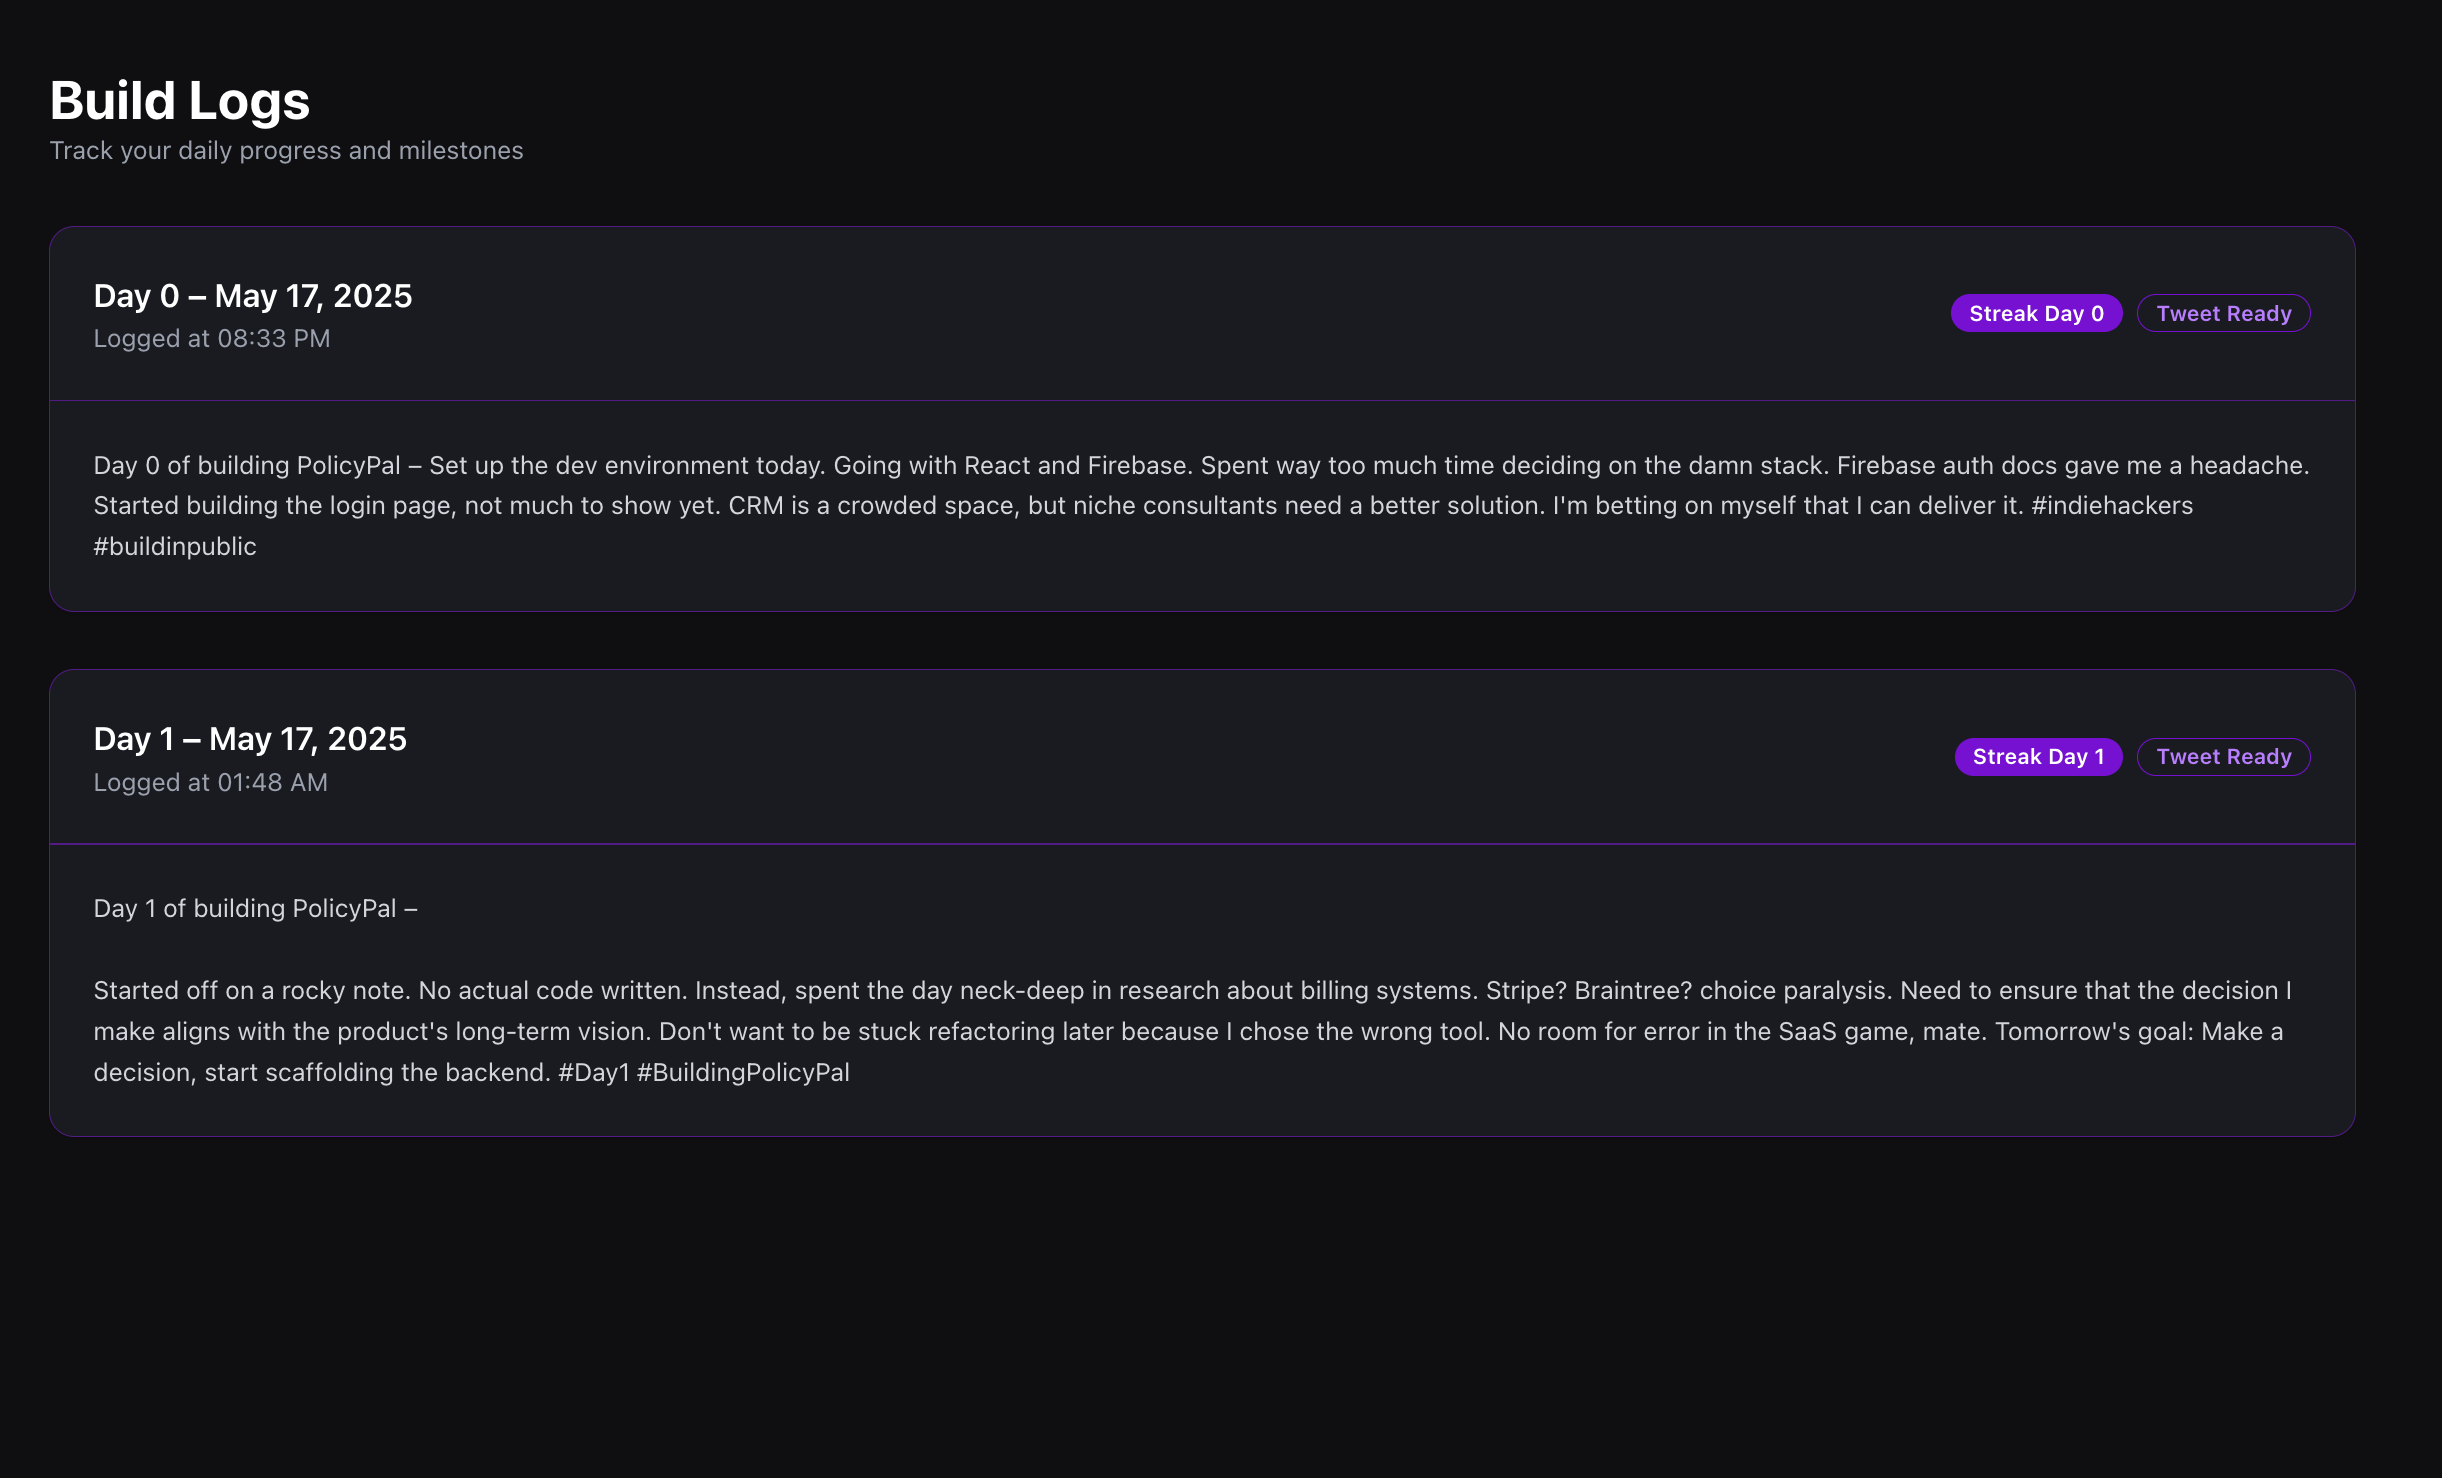 Build Logs
Track your daily progress and milestones
Day 0 – May 17, 2025
Logged at 08:33 PM
Streak Day 0
Tweet Ready
Day 0 of building PolicyPal – Set up the dev environment today. Going with React and Firebase. Spent way too much time deciding on the damn stack. Firebase auth docs gave me a headache.
Started building the login page, not much to show yet. CRM is a crowded space, but niche consultants need a better solution. I'm betting on myself that I can deliver it. #indiehackers
#buildinpublic
Day 1 – May 17, 2025
Logged at 01:48 AM
Streak Day 1
Tweet Ready
Day 1 of building PolicyPal –
Started off on a rocky note. No actual code written. Instead, spent the day neck-deep in research about billing systems. Stripe? Braintree? choice paralysis. Need to ensure that the decision I
make aligns with the product's long-term vision. Don't want to be stuck refactoring later because I chose the wrong tool. No room for error in the SaaS game, mate. Tomorrow's goal: Make a
decision, start scaffolding the backend. #Day1 #BuildingPolicyPal